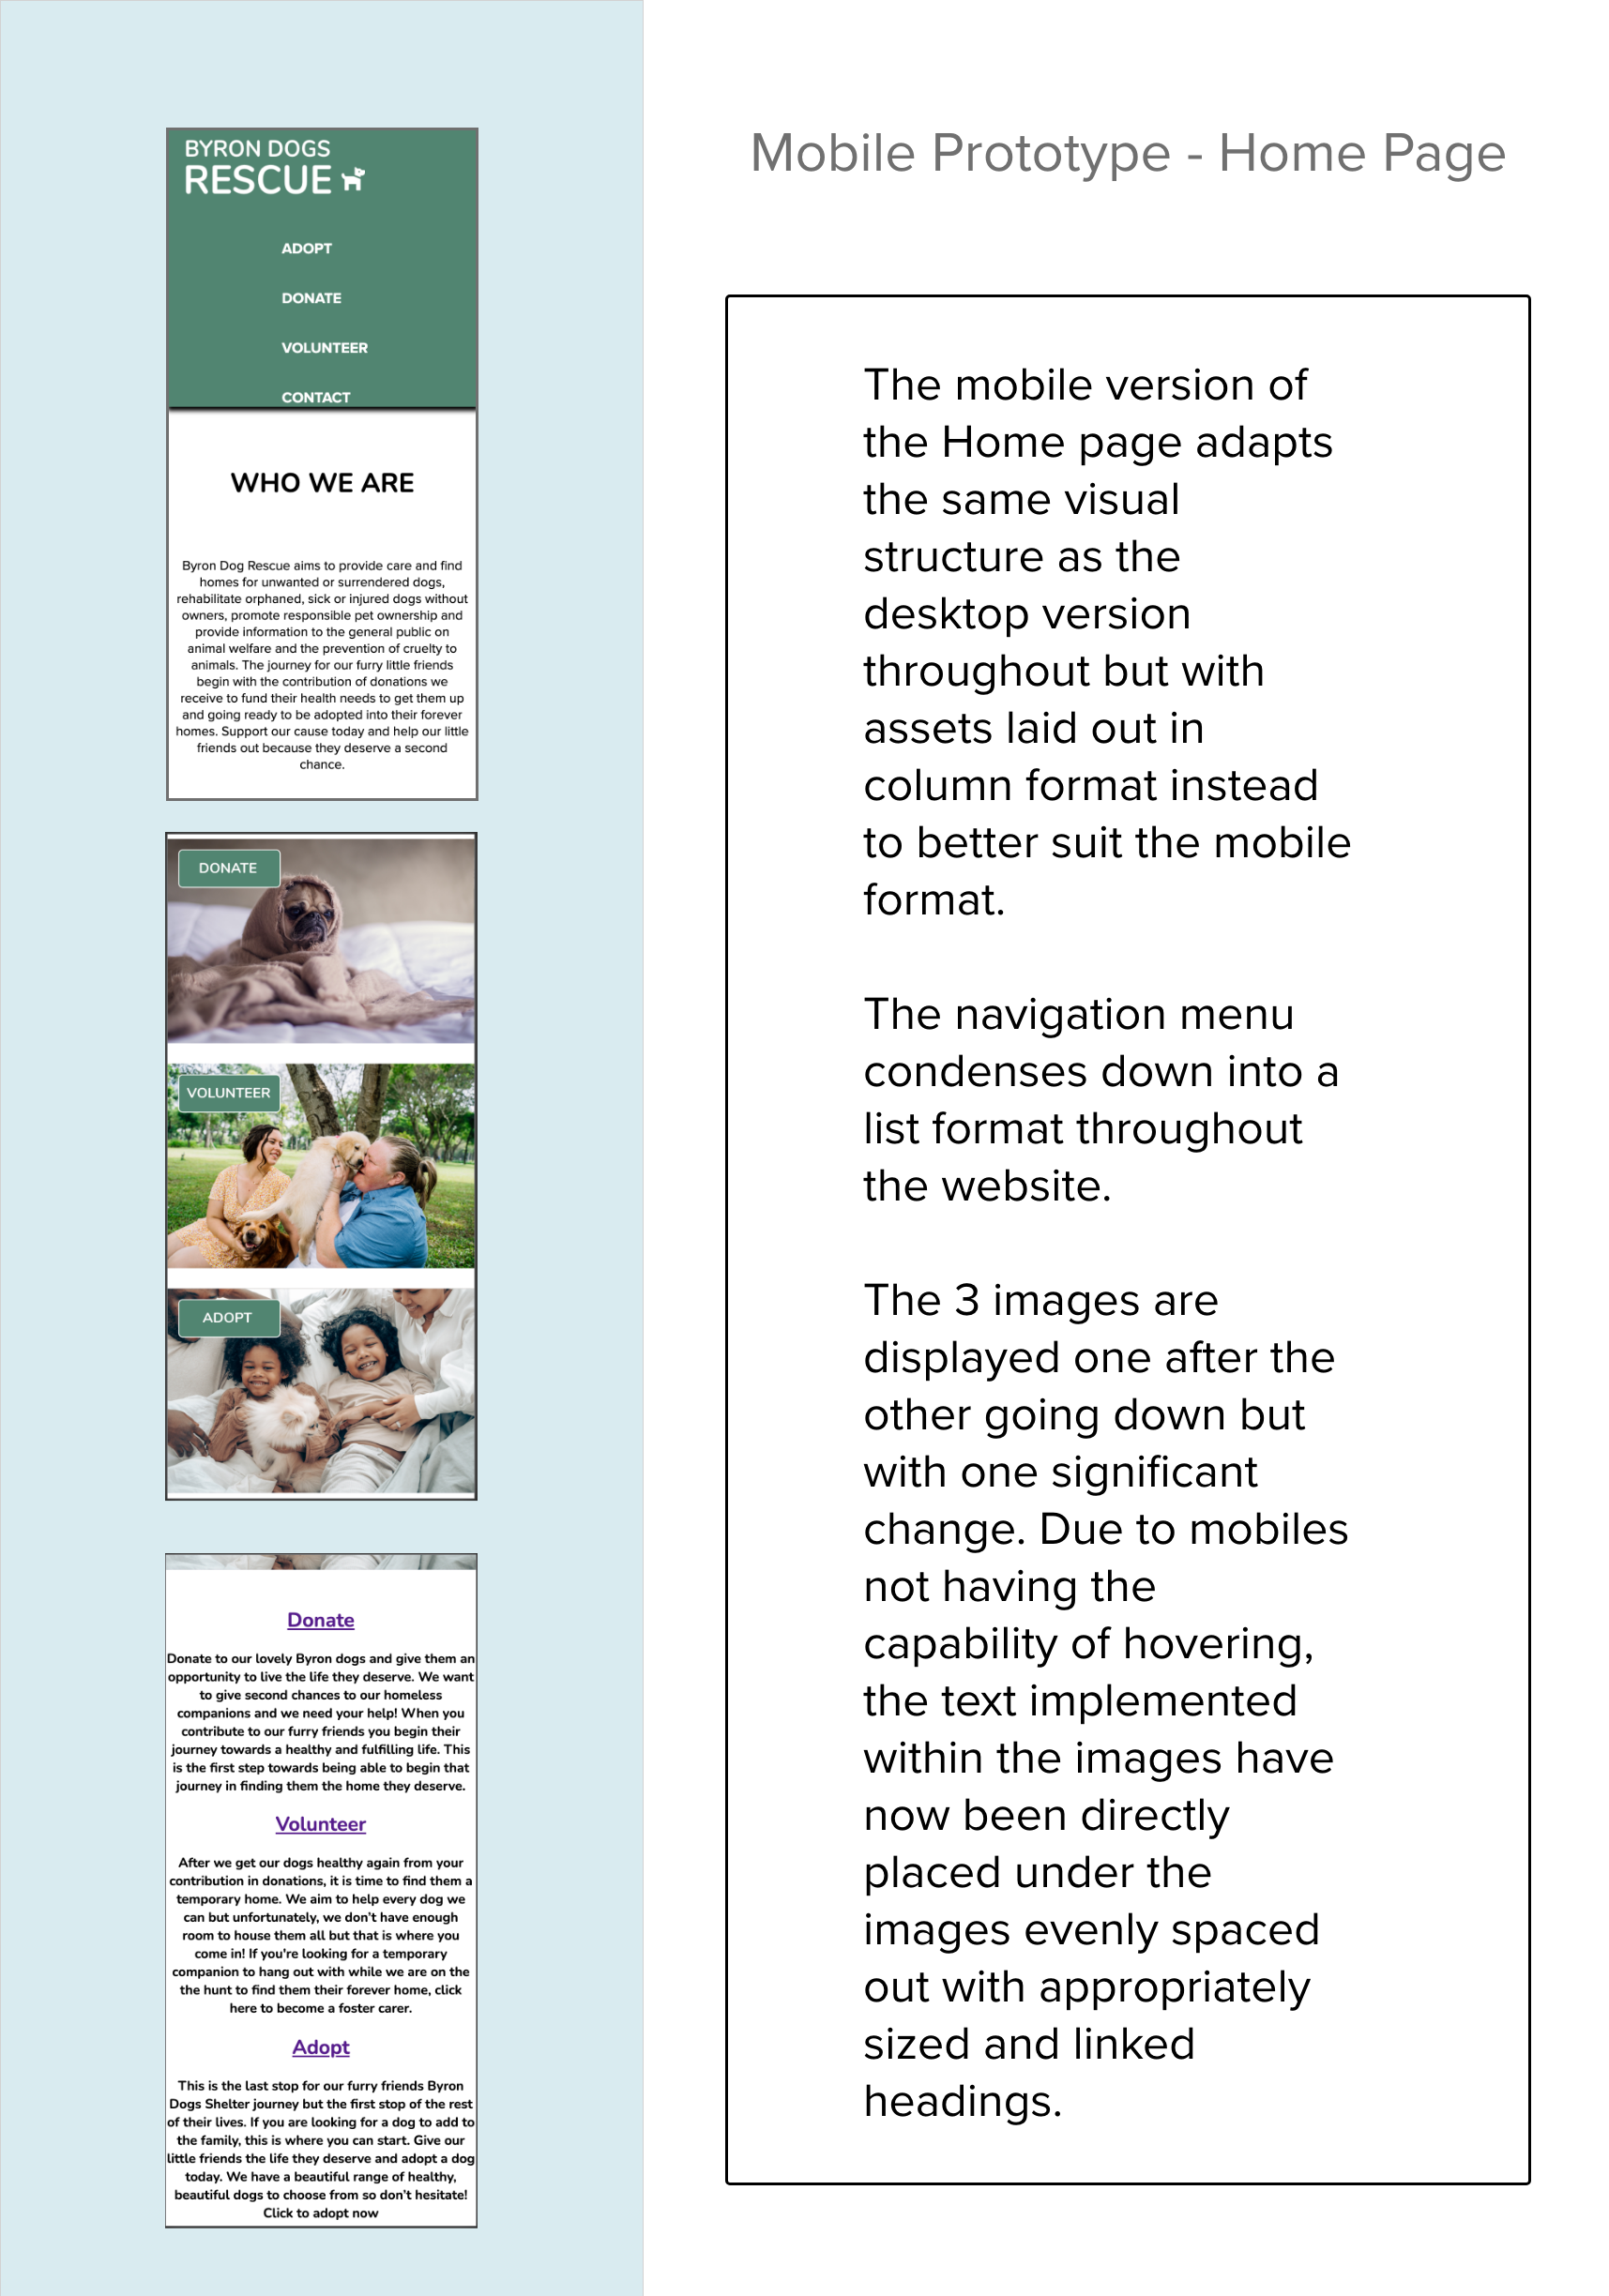 BYRON DOGS
RESCUE
ADOPT
DONATE
VOLUNTEER
CONTACT
WHO WE ARE
Byron Dog Rescue aims to provide care and find
homes for unwanted or surrendered dogs,
rehabilitate orphaned, sick or injured dogs without
owners, promote responsible pet ownership and
provide information to the general public on
animal welfare and the prevention of cruelty to
animals. The journey for our furry little friends
begin with the contribution of donations we
receive to fund their health needs to get them up
and going ready to be adopted into their forever
homes. Support our cause today and help our little
friends out because they deserve a second
chance.
DONATE
VOLUNTEER
ADOPT
Donate
Donate to our lovely Byron dogs and give them an
opportunity to live the life they deserve. We want
to give second chances to our homeless
companions and we need your help! When you
contribute to our furry friends you begin their
journey towards a healthy and fulfilling life. This
is the first step towards being able to begin that
journey in finding them the home they deserve.
Volunteer
After we get our dogs healthy again from your
contribution in donations, it is time to find them a
temporary home. We aim to help every dog we
can but unfortunately, we don't have enough
room to house them all but that is where you
come in! If you're looking for a temporary
companion to hang out with while we are on the
the hunt to find them their forever home, click
here to become a foster carer.
Adopt
This is the last stop for our furry friends Byron
Dogs Shelter journey but the first stop of the rest
of their lives. If you are looking for a dog to add to
the family, this is where you can start. Give our
little friends the life they deserve and adopt a dog
today. We have a beautiful range of healthy,
beautiful dogs to choose from so don't hesitate!
Click to adopt now
Mobile Prototype - Home Page
The mobile version of
the Home page adapts
the same visual
structure as the
desktop version
throughout but with
assets laid out in
column format instead
to better suit the mobile
format.
The navigation menu
condenses down into a
list format throughout
the website.
The 3 images are
displayed one after the
other going down but
with one significant
change. Due to mobiles
not having the
capability of hovering,
the text implemented
within the images have
now been directly
placed under the
images evenly spaced
out with appropriately
sized and linked
headings.